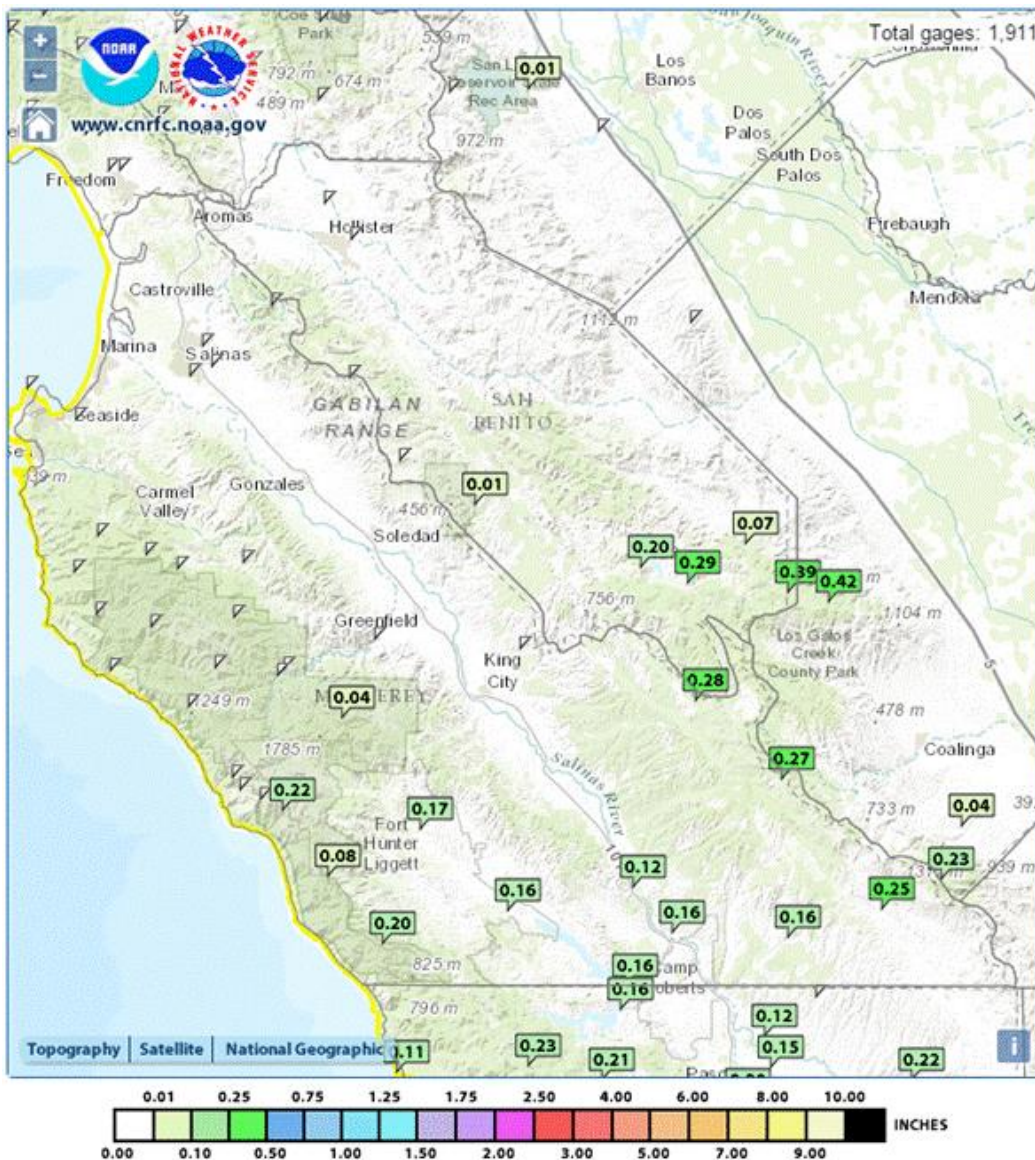 Coe State
Park
539 m
Total gages: 1,911
+
−
NOAA
NATIONAL WEATHER SERVICE
792 m
674 m
489 m
0.01
Rec Area
Los
Banos
San Joaquin River
www.cnrfc.noaa.gov
972 m
Dos
Palos
South Dos
Palos
Freedom
Aromas
Hollister
Firebaugh
Castroville
Mendota
1112 m
Marina
Salinas
GABILAN
RANGE
SAN
BENITO
Seaside
Carmel
Valley
Gonzales
0.01
456 m
Soledad
0.07
0.20
0.29
0.39
0.42
756 m
1104 m
Greenfield
Los Gatos
Creek
County Park
5
King
City
0.28
0.04
1249 m
478 m
1785 m
Coalinga
0.27
Salinas River
0.22
0.17
0.04
733 m
Fort
Hunter
Liggett
0.08
0.12
0.23
939 m
0.16
0.25
0.16
0.16
0.20
825 m
0.16
0.16
796 m
0.12
Topography
Satellite
National Geographic
0.23
0.21
0.15
0.22
i
0.01 0.25 0.75 1.25 1.75 2.50 4.00 6.00 8.00 10.00
INCHES
0.00 0.10 0.50 1.00 1.50 2.00 3.00 5.00 7.00 9.00